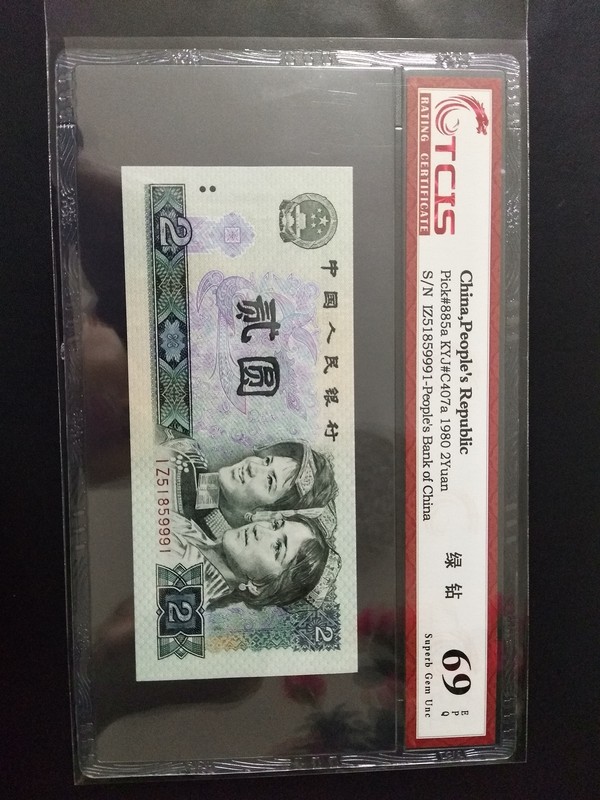 TCIS
RATING CERTIFICATE
China,People's Republic
Pick#885a KYJ#C407a 1980 2Yuan
S/N IZ51859991-People's Bank of China
绿钻
69
EPQ
Superb Gem Unc
中国人民银行
贰圆
2
IZ51859991
2
2